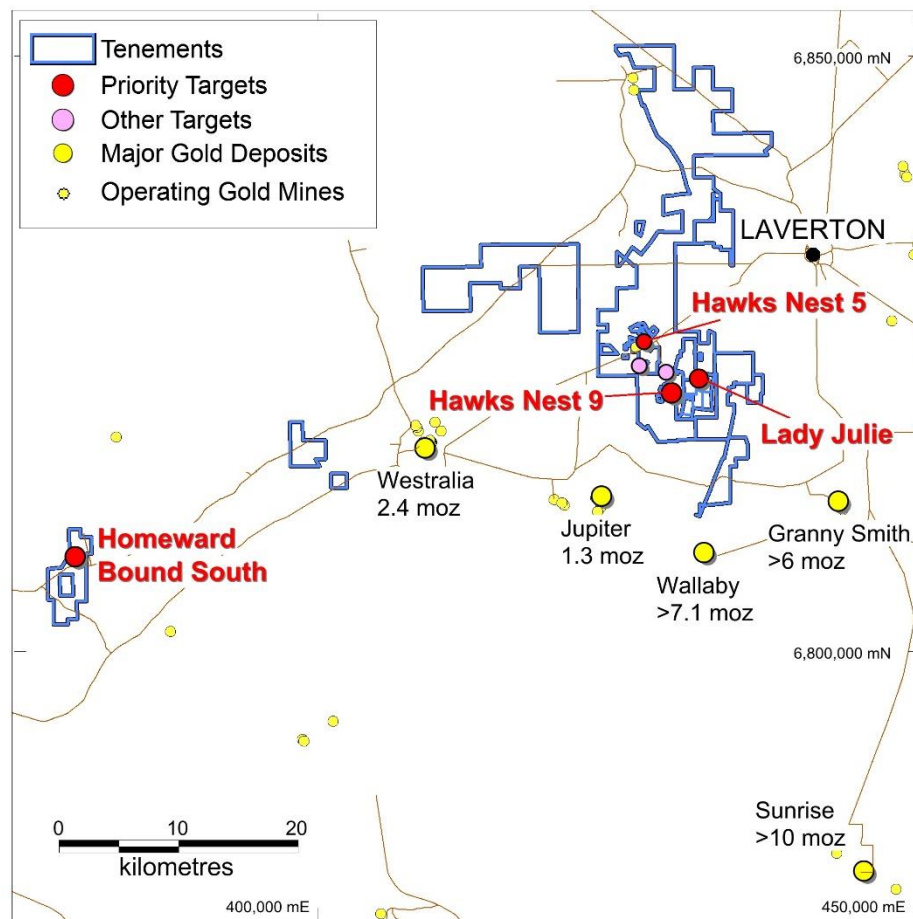 Tenements
Priority Targets
Other Targets
Major Gold Deposits
Operating Gold Mines
6,850,000 mN
LAVERTON
Hawks Nest 5
Hawks Nest 9
Lady Julie
Westralia
2.4 moz
Jupiter
1.3 moz
Granny Smith
>6 moz
Wallaby
>7.1 moz
Homeward
Bound South
6,800,000 mN
Sunrise
>10 moz
0 10 20
kilometres
400,000 mE
450,000 mE